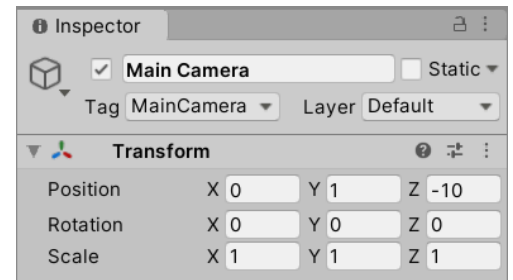 Inspector
Main Camera Static
Tag MainCamera Layer Default
Transform
Position X 0 Y 1 Z -10
Rotation X 0 Y 0 Z 0
Scale X 1 Y 1 Z 1